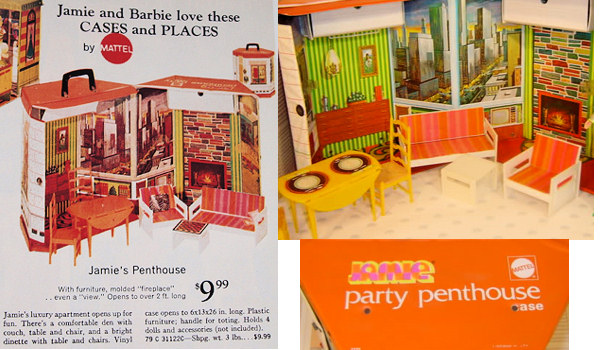 Jamie and Barbie love these
CASES and PLACES
by MATTEL
Jamie's Penthouse
With furniture, molded "fireplace"
. . even a "view." Opens to over 2 ft. long
$9 99
Jamie's luxury apartment opens up for
fun. There's a comfortable den with
couch, table and chair, and a bright
dinette with table and chairs. Vinyl
case opens to 6x13x26 in. long. Plastic
furniture; handle for toting. Holds 4
dolls and accessories (not included).
79 C 31122C—Shpg. wt. 3 lbs. . . . $9.99
JAMIE
MATTEL
party penthouse
case